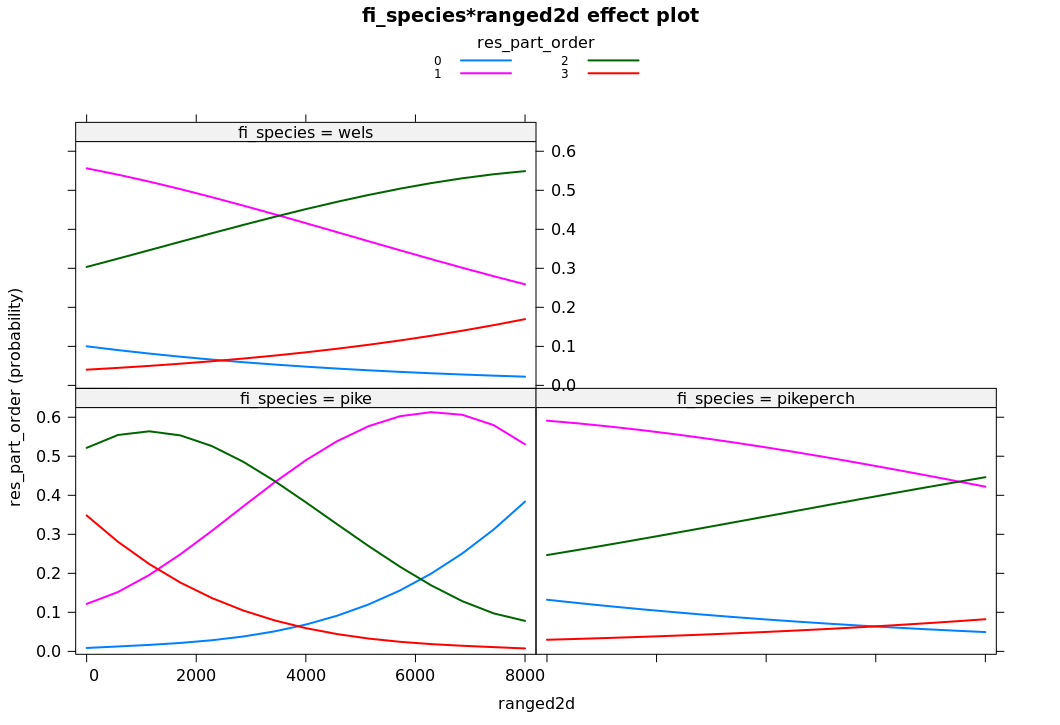 fi_species*ranged2d effect plot
res_part_order
0 2
1 3
fi_species = wels
0.6
0.5
0.4
0.3
0.2
0.1
0.0
fi_species = pike
fi_species = pikeperch
0.6
0.5
0.4
0.3
0.2
0.1
0.0
res_part_order (probability)
0 2000 4000 6000 8000
ranged2d